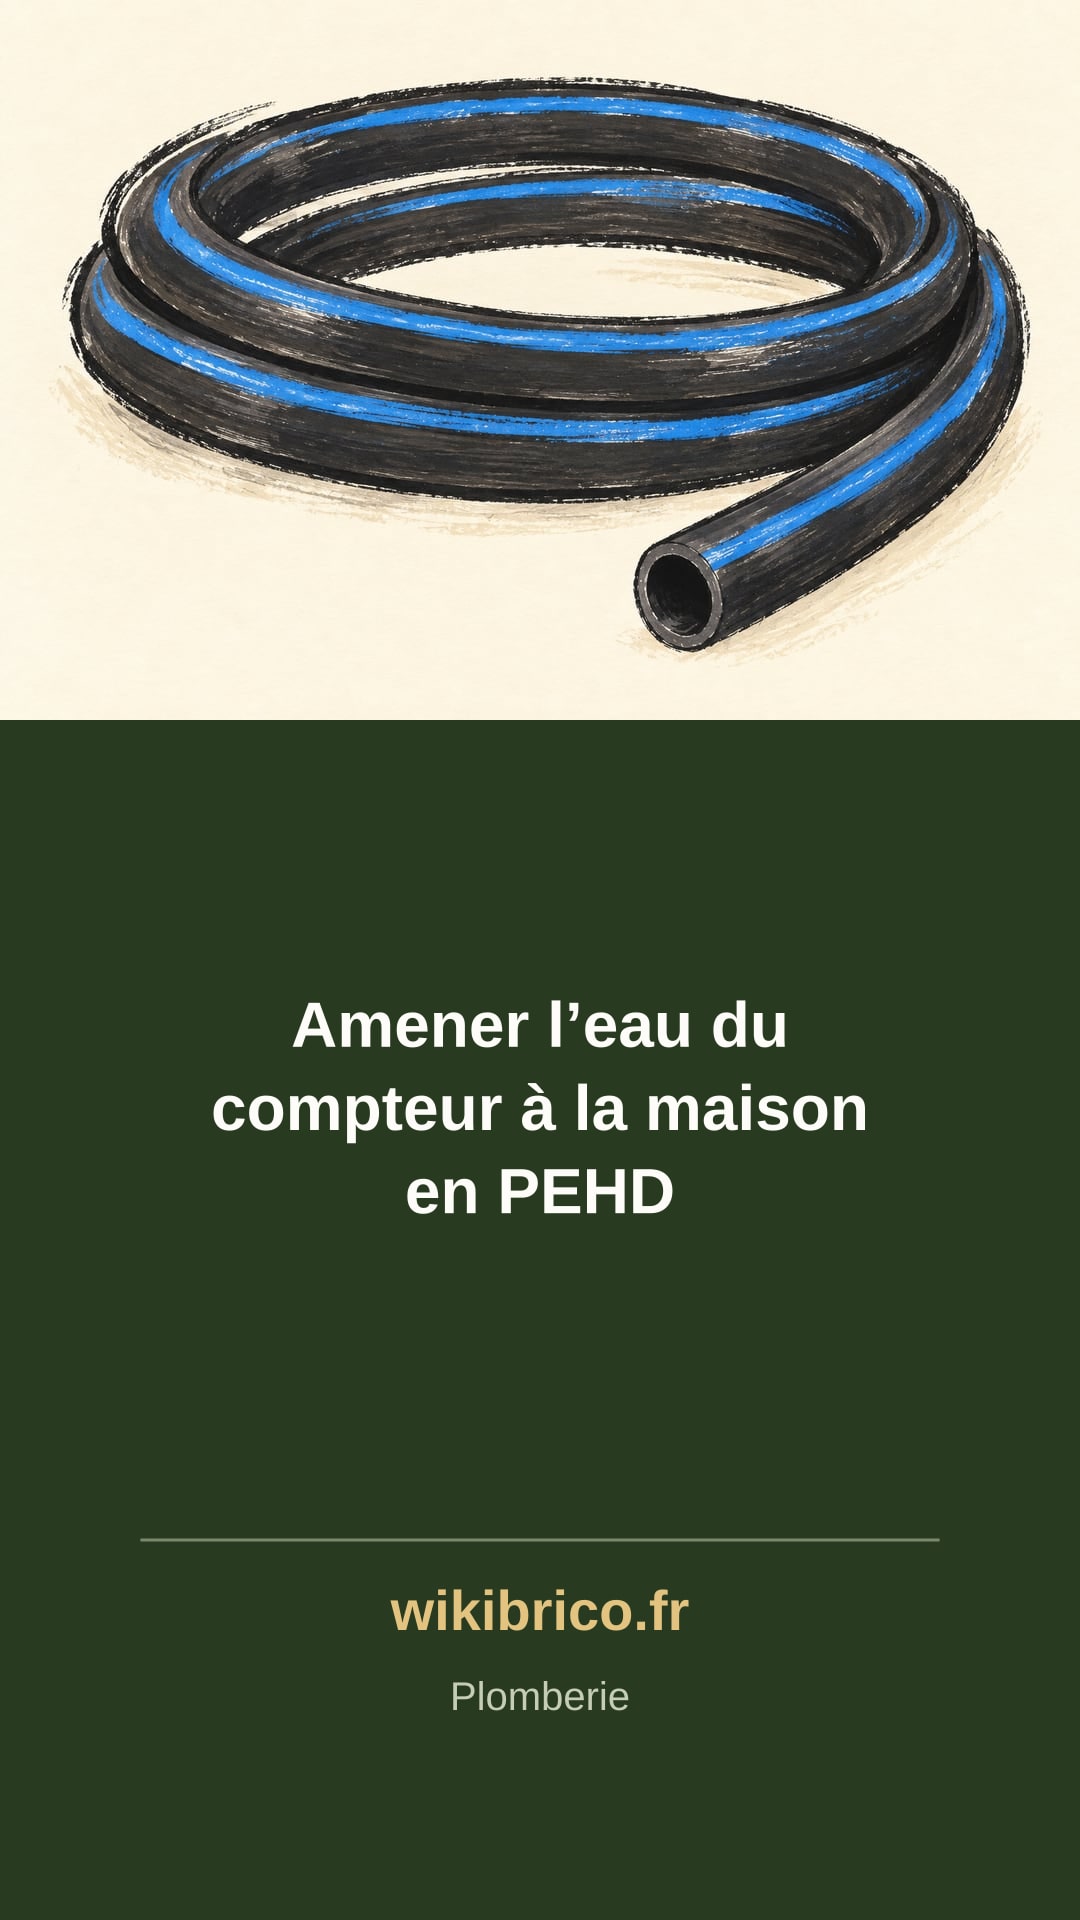 Amener l’eau du
compteur à la maison
en PEHD
wikibrico.fr
Plomberie